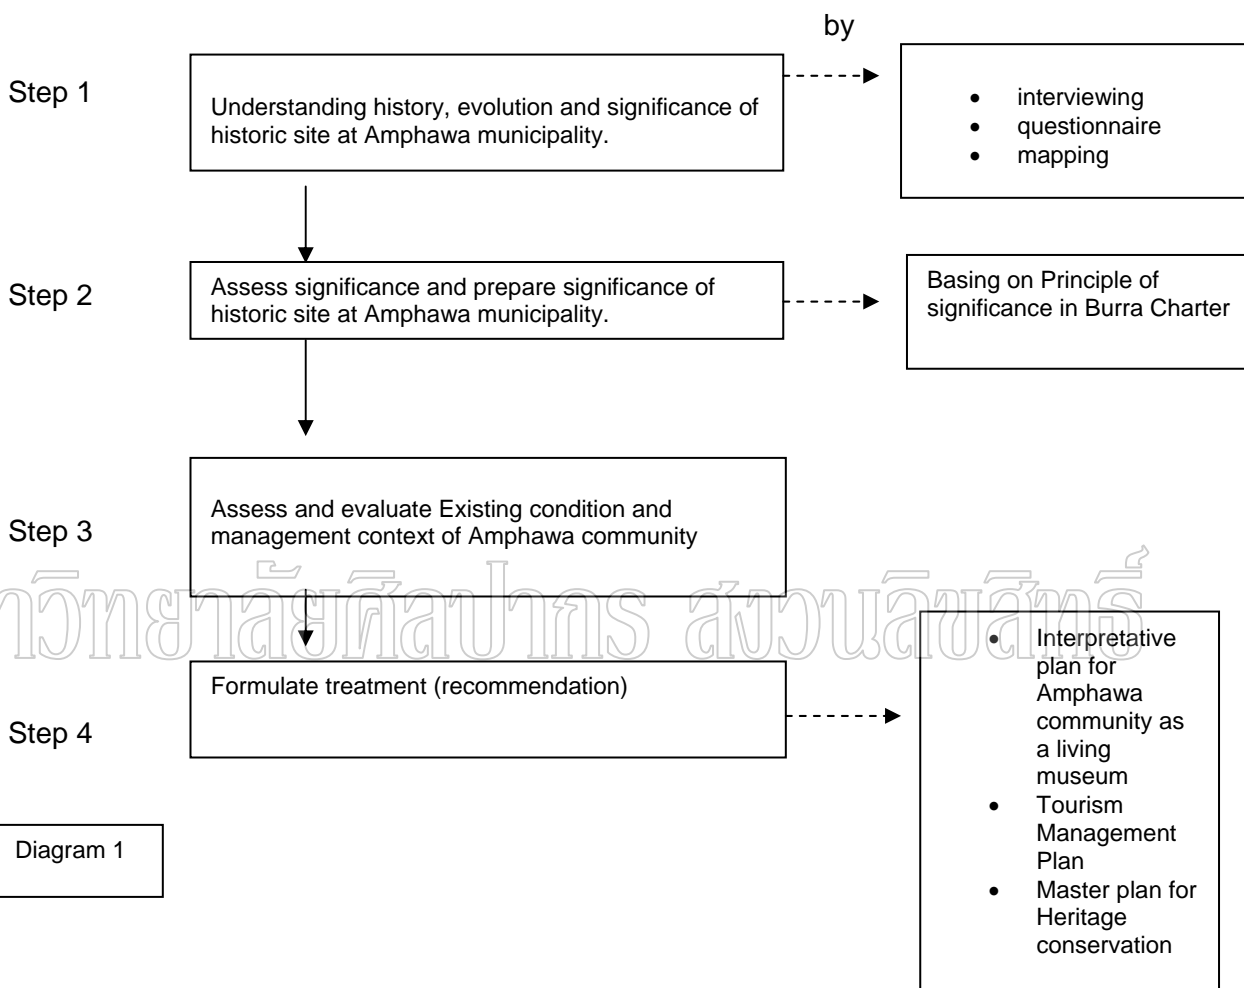 by
Step 1
Understanding history, evolution and significance of
historic site at Amphawa municipality.
• interviewing
• questionnaire
• mapping
Step 2
Assess significance and prepare significance of
historic site at Amphawa municipality.
Basing on Principle of
significance in Burra Charter
Step 3
Assess and evaluate Existing condition and
management context of Amphawa community
าวิทยาลัยศิลปากร สงวนลิขสิทธิ์
Step 4
Formulate treatment (recommendation)
• Interpretative
plan for
Amphawa
community as
a living
museum
• Tourism
Management
Plan
• Master plan for
Heritage
conservation
Diagram 1